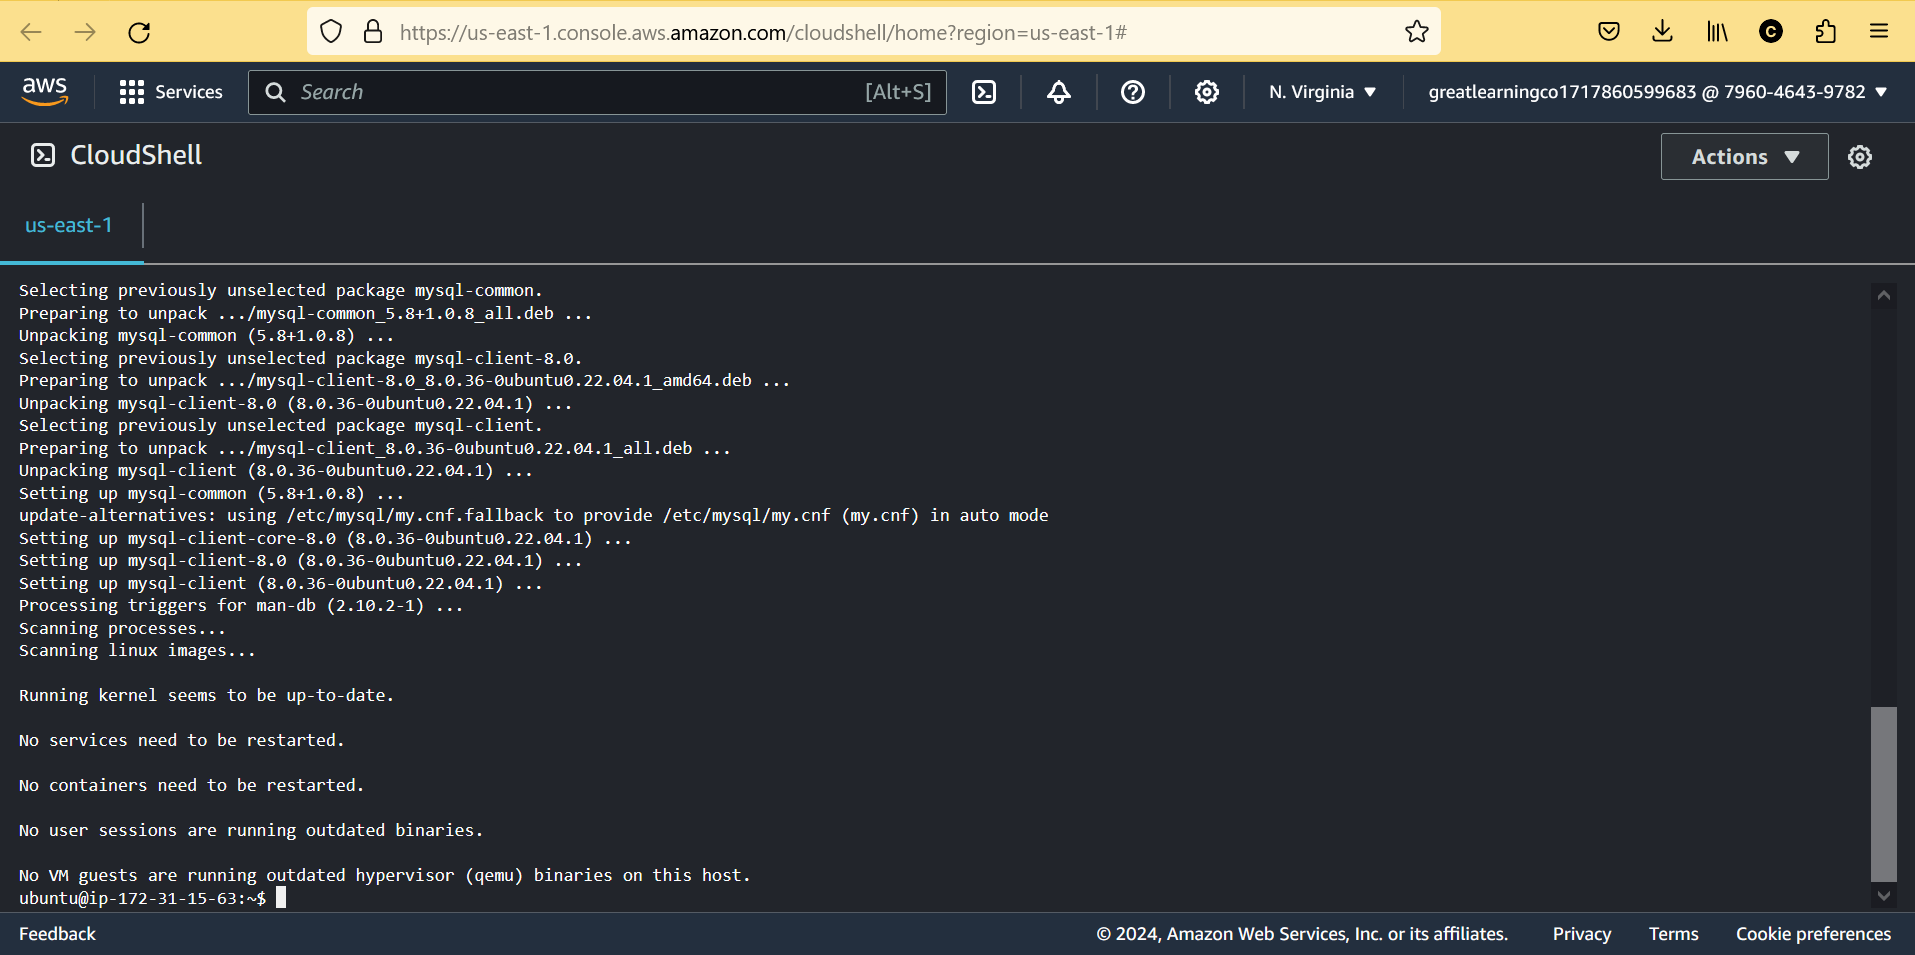 https://us-east-1.console.aws.amazon.com/cloudshell/home?region=us-east-1#
aws Services Search [Alt+S] N. Virginia ▼ greatlearningco1717860599683 @ 7960-4643-9782 ▼
CloudShell Actions ▼
us-east-1
Selecting previously unselected package mysql-common.
Preparing to unpack .../mysql-common_5.8+1.0.8_all.deb ...
Unpacking mysql-common (5.8+1.0.8) ...
Selecting previously unselected package mysql-client-8.0.
Preparing to unpack .../mysql-client-8.0_8.0.36-0ubuntu0.22.04.1_amd64.deb ...
Unpacking mysql-client-8.0 (8.0.36-0ubuntu0.22.04.1) ...
Selecting previously unselected package mysql-client.
Preparing to unpack .../mysql-client_8.0.36-0ubuntu0.22.04.1_all.deb ...
Unpacking mysql-client (8.0.36-0ubuntu0.22.04.1) ...
Setting up mysql-common (5.8+1.0.8) ...
update-alternatives: using /etc/mysql/my.cnf.fallback to provide /etc/mysql/my.cnf (my.cnf) in auto mode
Setting up mysql-client-core-8.0 (8.0.36-0ubuntu0.22.04.1) ...
Setting up mysql-client-8.0 (8.0.36-0ubuntu0.22.04.1) ...
Setting up mysql-client (8.0.36-0ubuntu0.22.04.1) ...
Processing triggers for man-db (2.10.2-1) ...
Scanning processes...
Scanning linux images...
Running kernel seems to be up-to-date.
No services need to be restarted.
No containers need to be restarted.
No user sessions are running outdated binaries.
No VM guests are running outdated hypervisor (qemu) binaries on this host.
ubuntu@ip-172-31-15-63:~$
Feedback © 2024, Amazon Web Services, Inc. or its affiliates. Privacy Terms Cookie preferences